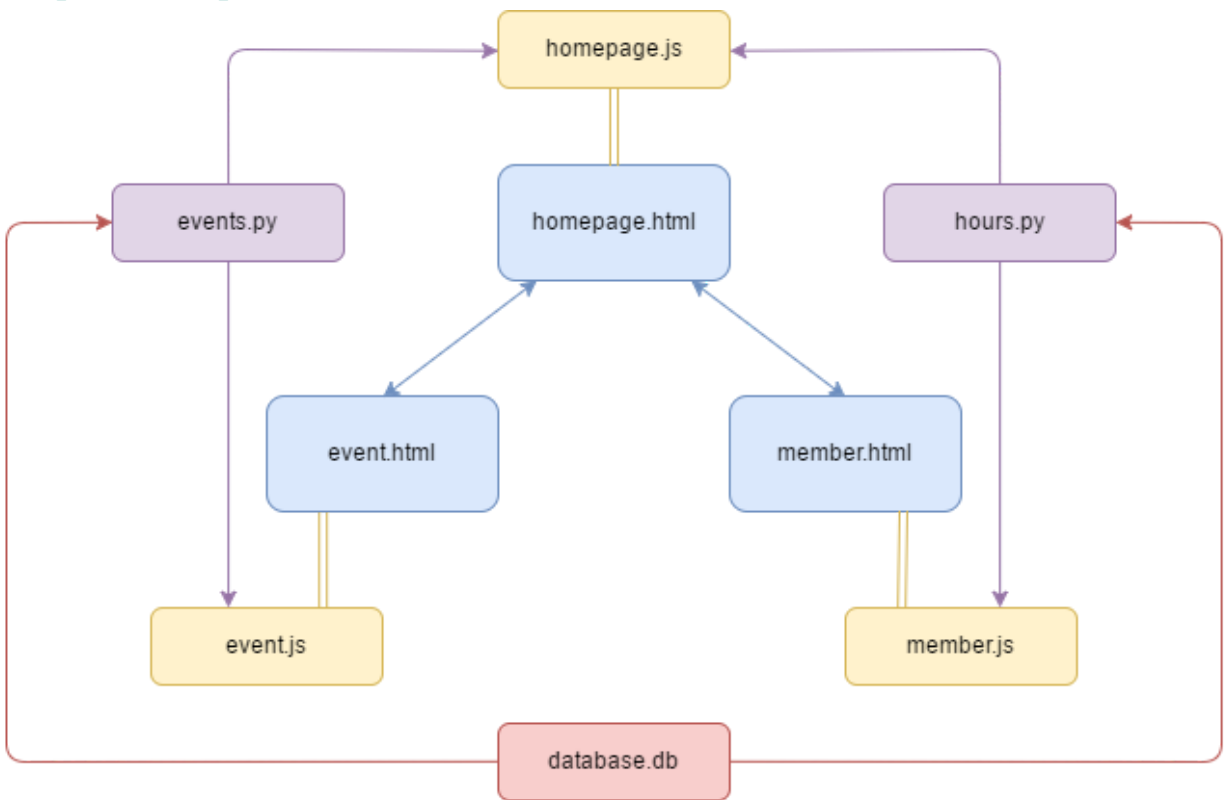 homepage.js
events.py
homepage.html
hours.py
event.html
member.html
event.js
member.js
database.db